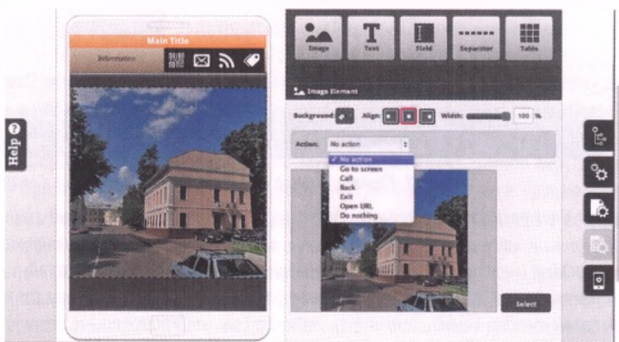 Main Title
Information
Image
Text
Field
Separator
Table
Image Element
Background:
Align:
Width:
100 %
Action:
No action
✓ No action
Go to screen
Call
Back
Exit
Open URL
Do nothing
Select
Help ?